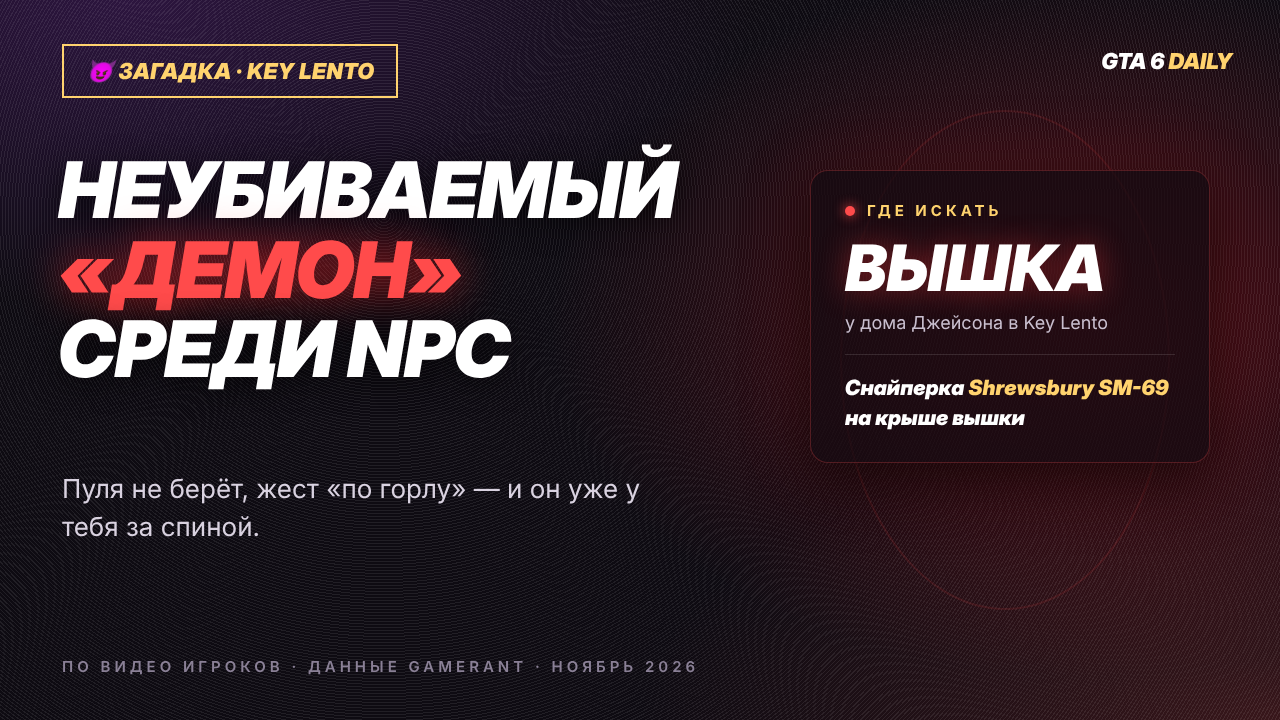 😈 ЗАГАДКА · KEY LENTO
GTA 6 DAILY
НЕУБИВАЕМЫЙ
«ДЕМОН»
СРЕДИ NPC
Пуля не берёт, жест «по горлу» — и он уже у
тебя за спиной.
ГДЕ ИСКАТЬ
ВЫШКА
у дома Джейсона в Key Lento
Снайперка Shrewsbury SM-69
на крыше вышки
ПО ВИДЕО ИГРОКОВ · ДАННЫЕ GAMERANT · НОЯБРЬ 2026